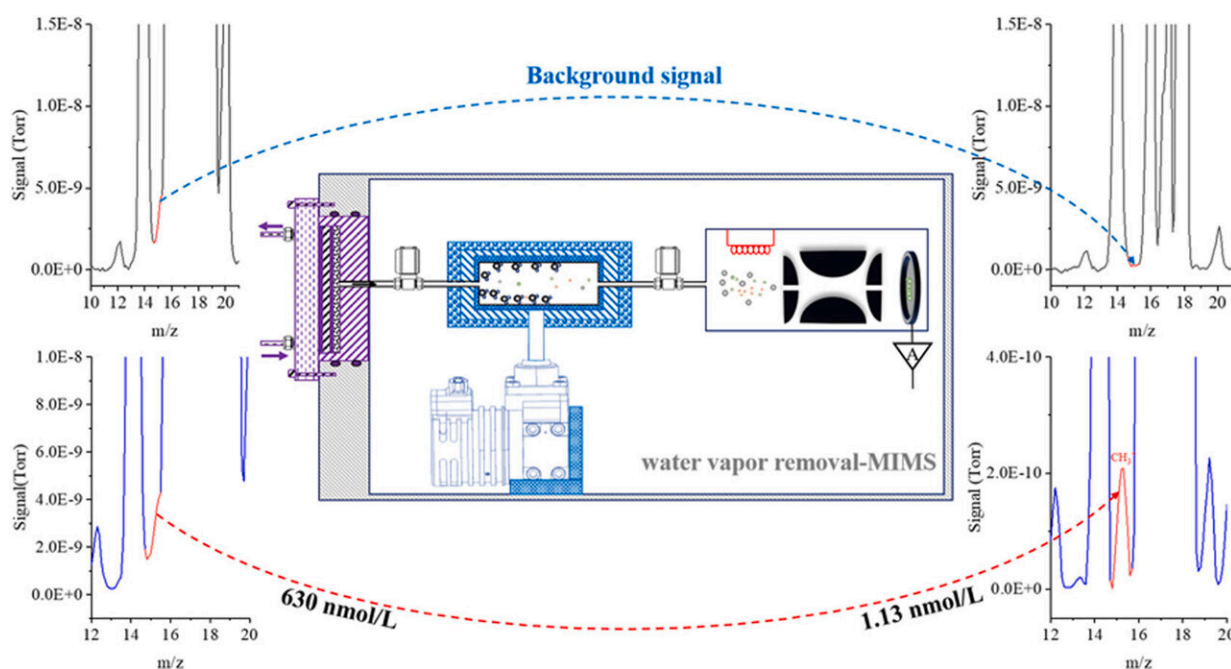 1.5E-8
1.0E-8
5.0E-9
0.0E+0
Signal (Torr)
10 12 14 16 18 20
m/z
Background signal
1.5E-8
1.0E-8
5.0E-9
0.0E+0
Signal (Torr)
10 12 14 16 18 20
m/z
A
water vapor removal-MIMS
1.0E-8
8.0E-9
6.0E-9
4.0E-9
2.0E-9
0.0E+0
Signal(Torr)
12 14 16 18 20
m/z
630 nmol/L
1.13 nmol/L
4.0E-10
2.0E-10
0.0E+0
Signal (Torr)
CH3
12 14 16 18 20
m/z